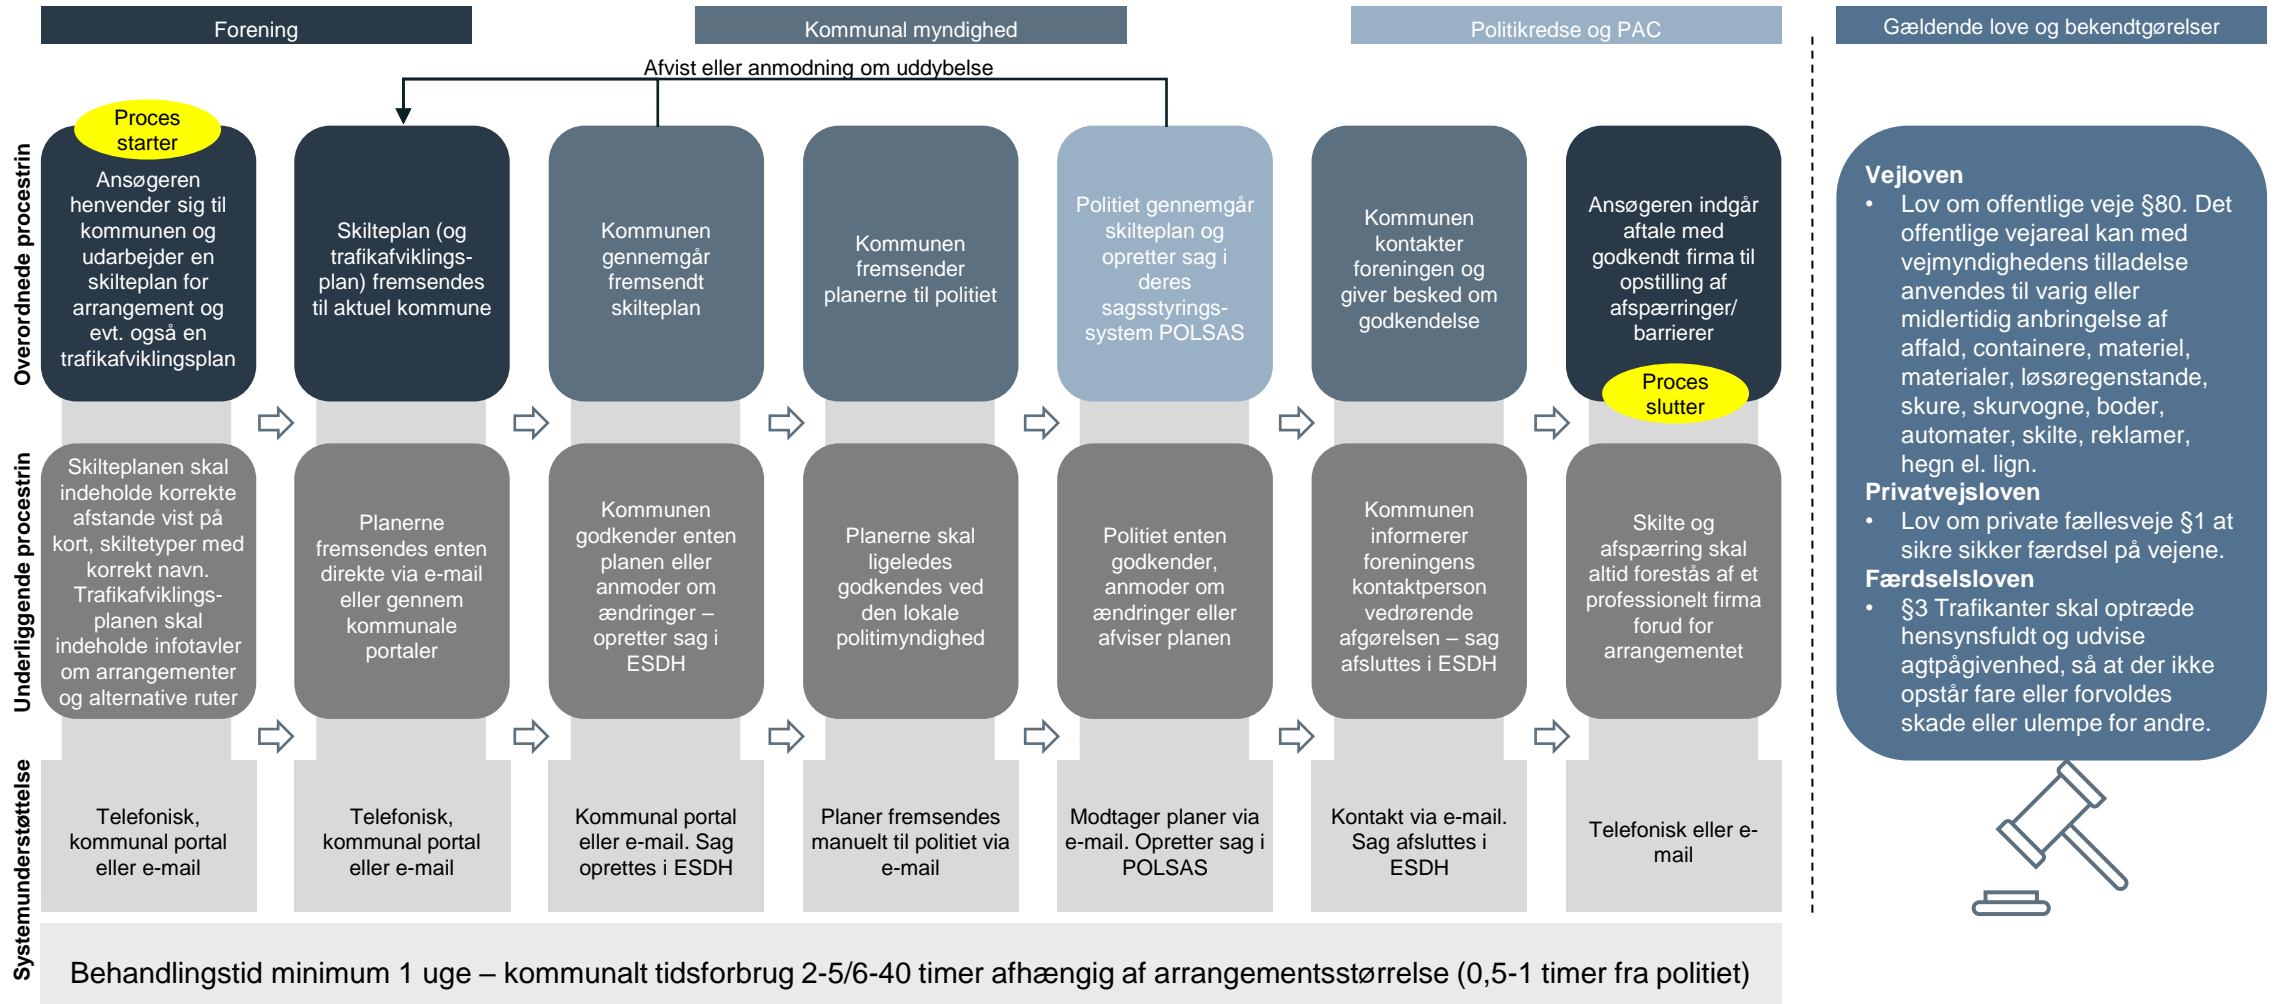 Forening
Kommunal myndighed
Politikredse og PAC
Gældende love og bekendtgørelser
Afvist eller anmodning om uddybelse
Overordnede procestrin
Proces
starter
Ansøgeren
henvender sig til
kommunen og
udarbejder en
skilteplan for
arrangement og
evt. også en
trafikafviklingsplan
Skilteplan (og
trafikafviklings-
plan) fremsendes
til aktuel kommune
Kommunen
gennemgår
fremsendt
skilteplan
Kommunen
fremsender
planerne til politiet
Politiet gennemgår
skilteplan og
opretter sag i
deres
sagsstyrings-
system POLSAS
Kommunen
kontakter
foreningen og
giver besked om
godkendelse
Ansøgeren indgår
aftale med
godkendt firma til
opstilling af
afspærringer/
barrierer
Proces
slutter
Underliggende procestrin
Skilteplanen skal
indeholde korrekte
afstande vist på
kort, skiltetyper med
korrekt navn.
Trafikafviklings-
planen skal
indeholde infotavler
om arrangementer
og alternative ruter
Planerne
fremsendes enten
direkte via e-mail
eller gennem
kommunale
portaler
Kommunen
godkender enten
planen eller
anmoder om
ændringer –
opretter sag i
ESDH
Planerne skal
ligeledes
godkendes ved
den lokale
politimyndighed
Politiet enten
godkender,
anmoder om
ændringer eller
afviser planen
Kommunen
informerer
foreningens
kontaktperson
vedrørende
afgørelsen – sag
afsluttes i ESDH
Skilte og
afspærring skal
altid forestås af et
professionelt firma
forud for
arrangementet
Systemunderstøttelse
Telefonisk,
kommunal portal
eller e-mail
Telefonisk,
kommunal portal
eller e-mail
Kommunal portal
eller e-mail. Sag
oprettes i ESDH
Planer fremsendes
manuelt til politiet via
e-mail
Modtager planer via
e-mail. Opretter sag i
POLSAS
Kontakt via e-mail.
Sag afsluttes i
ESDH
Telefonisk eller e-
mail
Behandlingstid minimum 1 uge – kommunalt tidsforbrug 2-5/6-40 timer afhængig af arrangementsstørrelse (0,5-1 timer fra politiet)
Vejloven
• Lov om offentlige veje §80. Det
offentlige vejareal kan med
vejmyndighedens tilladelse
anvendes til varig eller
midlertidig anbringelse af
affald, containere, materiel,
materialer, løsøregenstande,
skure, skurvogne, boder,
automater, skilte, reklamer,
hegn el. lign.
Privatvejsloven
• Lov om private fællesveje §1 at
sikre sikker færdsel på vejene.
Færdselsloven
• §3 Trafikanter skal optræde
hensynsfuldt og udvise
agtpågivenhed, så at der ikke
opstår fare eller forvoldes
skade eller ulempe for andre.